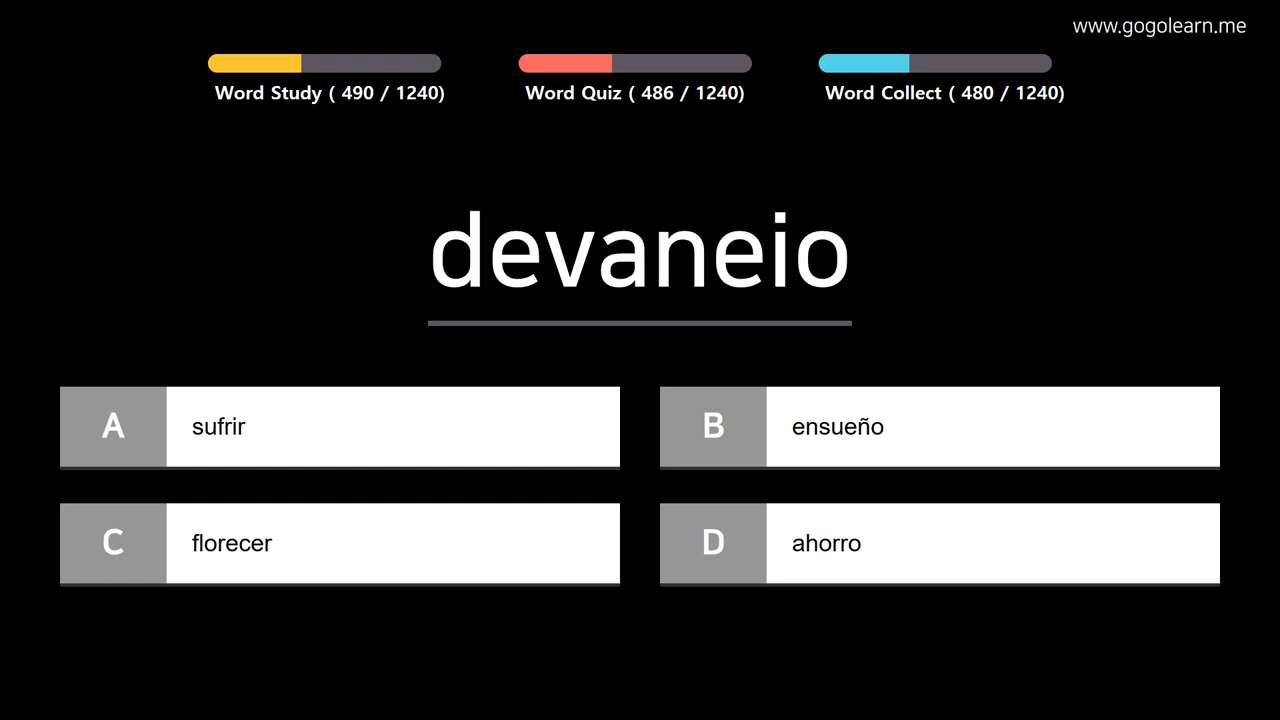 www.gogolearn.me
Word Study ( 490 / 1240)
Word Quiz ( 486 / 1240)
Word Collect ( 480 / 1240)
devaneio
A sufrir
B ensueño
C florecer
D ahorro